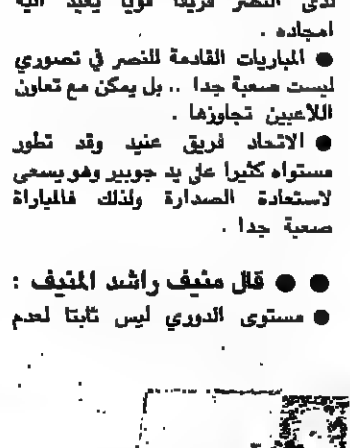 لدى النصر فريقا قويا يعيد اليه
امجاده .
● المباريات القادمة للنصر في تصوري
ليست صعبة جدا .. بل يمكن مع تعاون
اللاعبين تجاوزها .
● الاتحاد فريق عنيد وقد تطور
مستواه كثيرا على يد جوبير وهو يسعى
لاستعادة الصدارة ولذلك فالمباراة
صعبة جدا .
● ● قال منيف راشد المنيف :
● مستوى الدوري ليس ثابتا لعدم